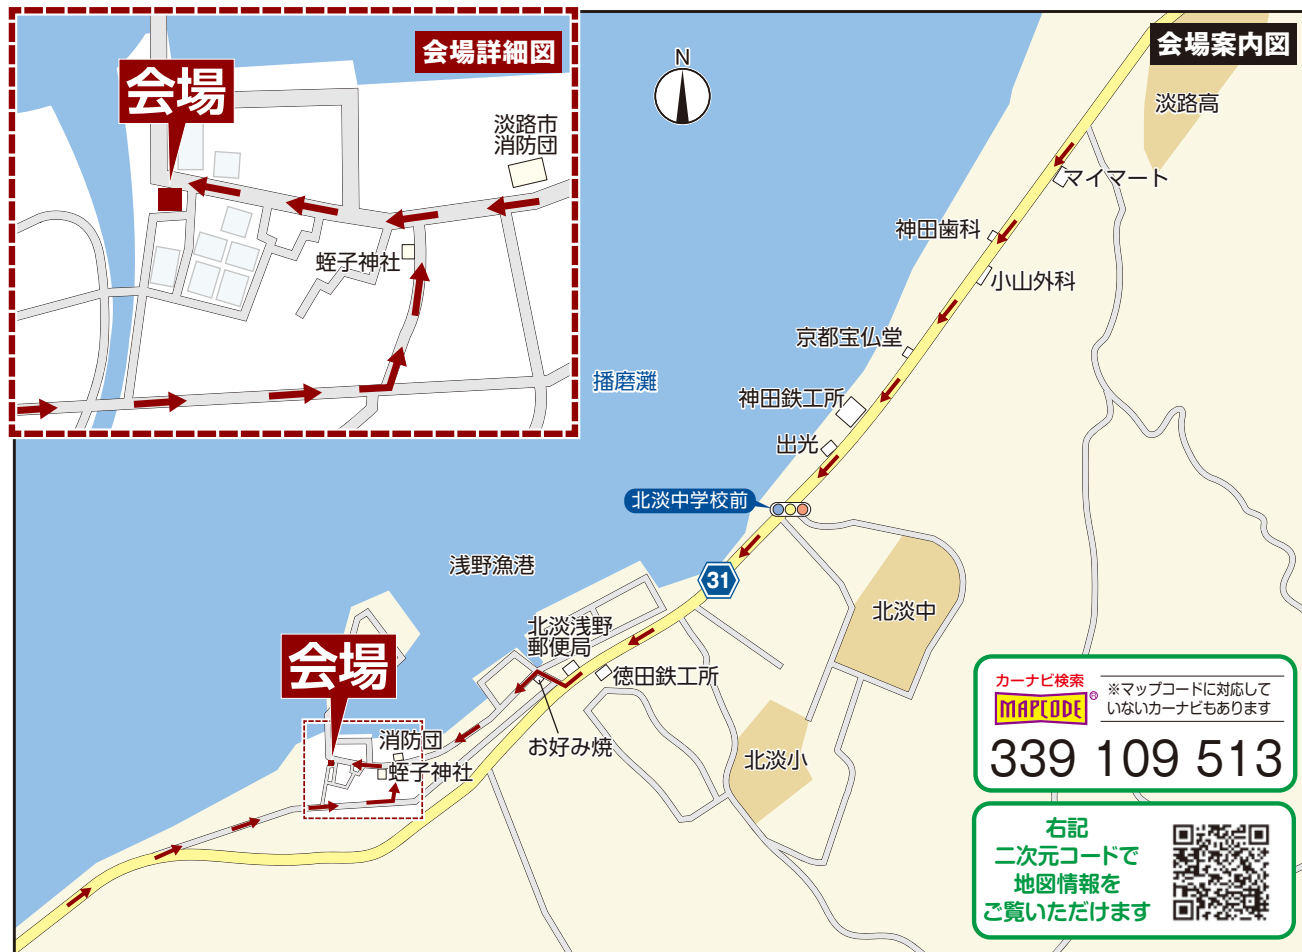 会場詳細図
会場
淡路市
消防団
蛭子神社
N
会場案内図
淡路高
マイマート
神田歯科
小山外科
京都宝仏堂
播磨灘
神田鉄工所
出光
北淡中学校前
31
浅野漁港
北淡浅野
郵便局
北淡中
徳田鉄工所
会場
お好み焼
北淡小
消防団
蛭子神社
カーナビ検索
MAPCODE®
※マップコードに対応して
いないカーナビもあります
339 109 513
右記
二次元コードで
地図情報を
ご覧いただけます